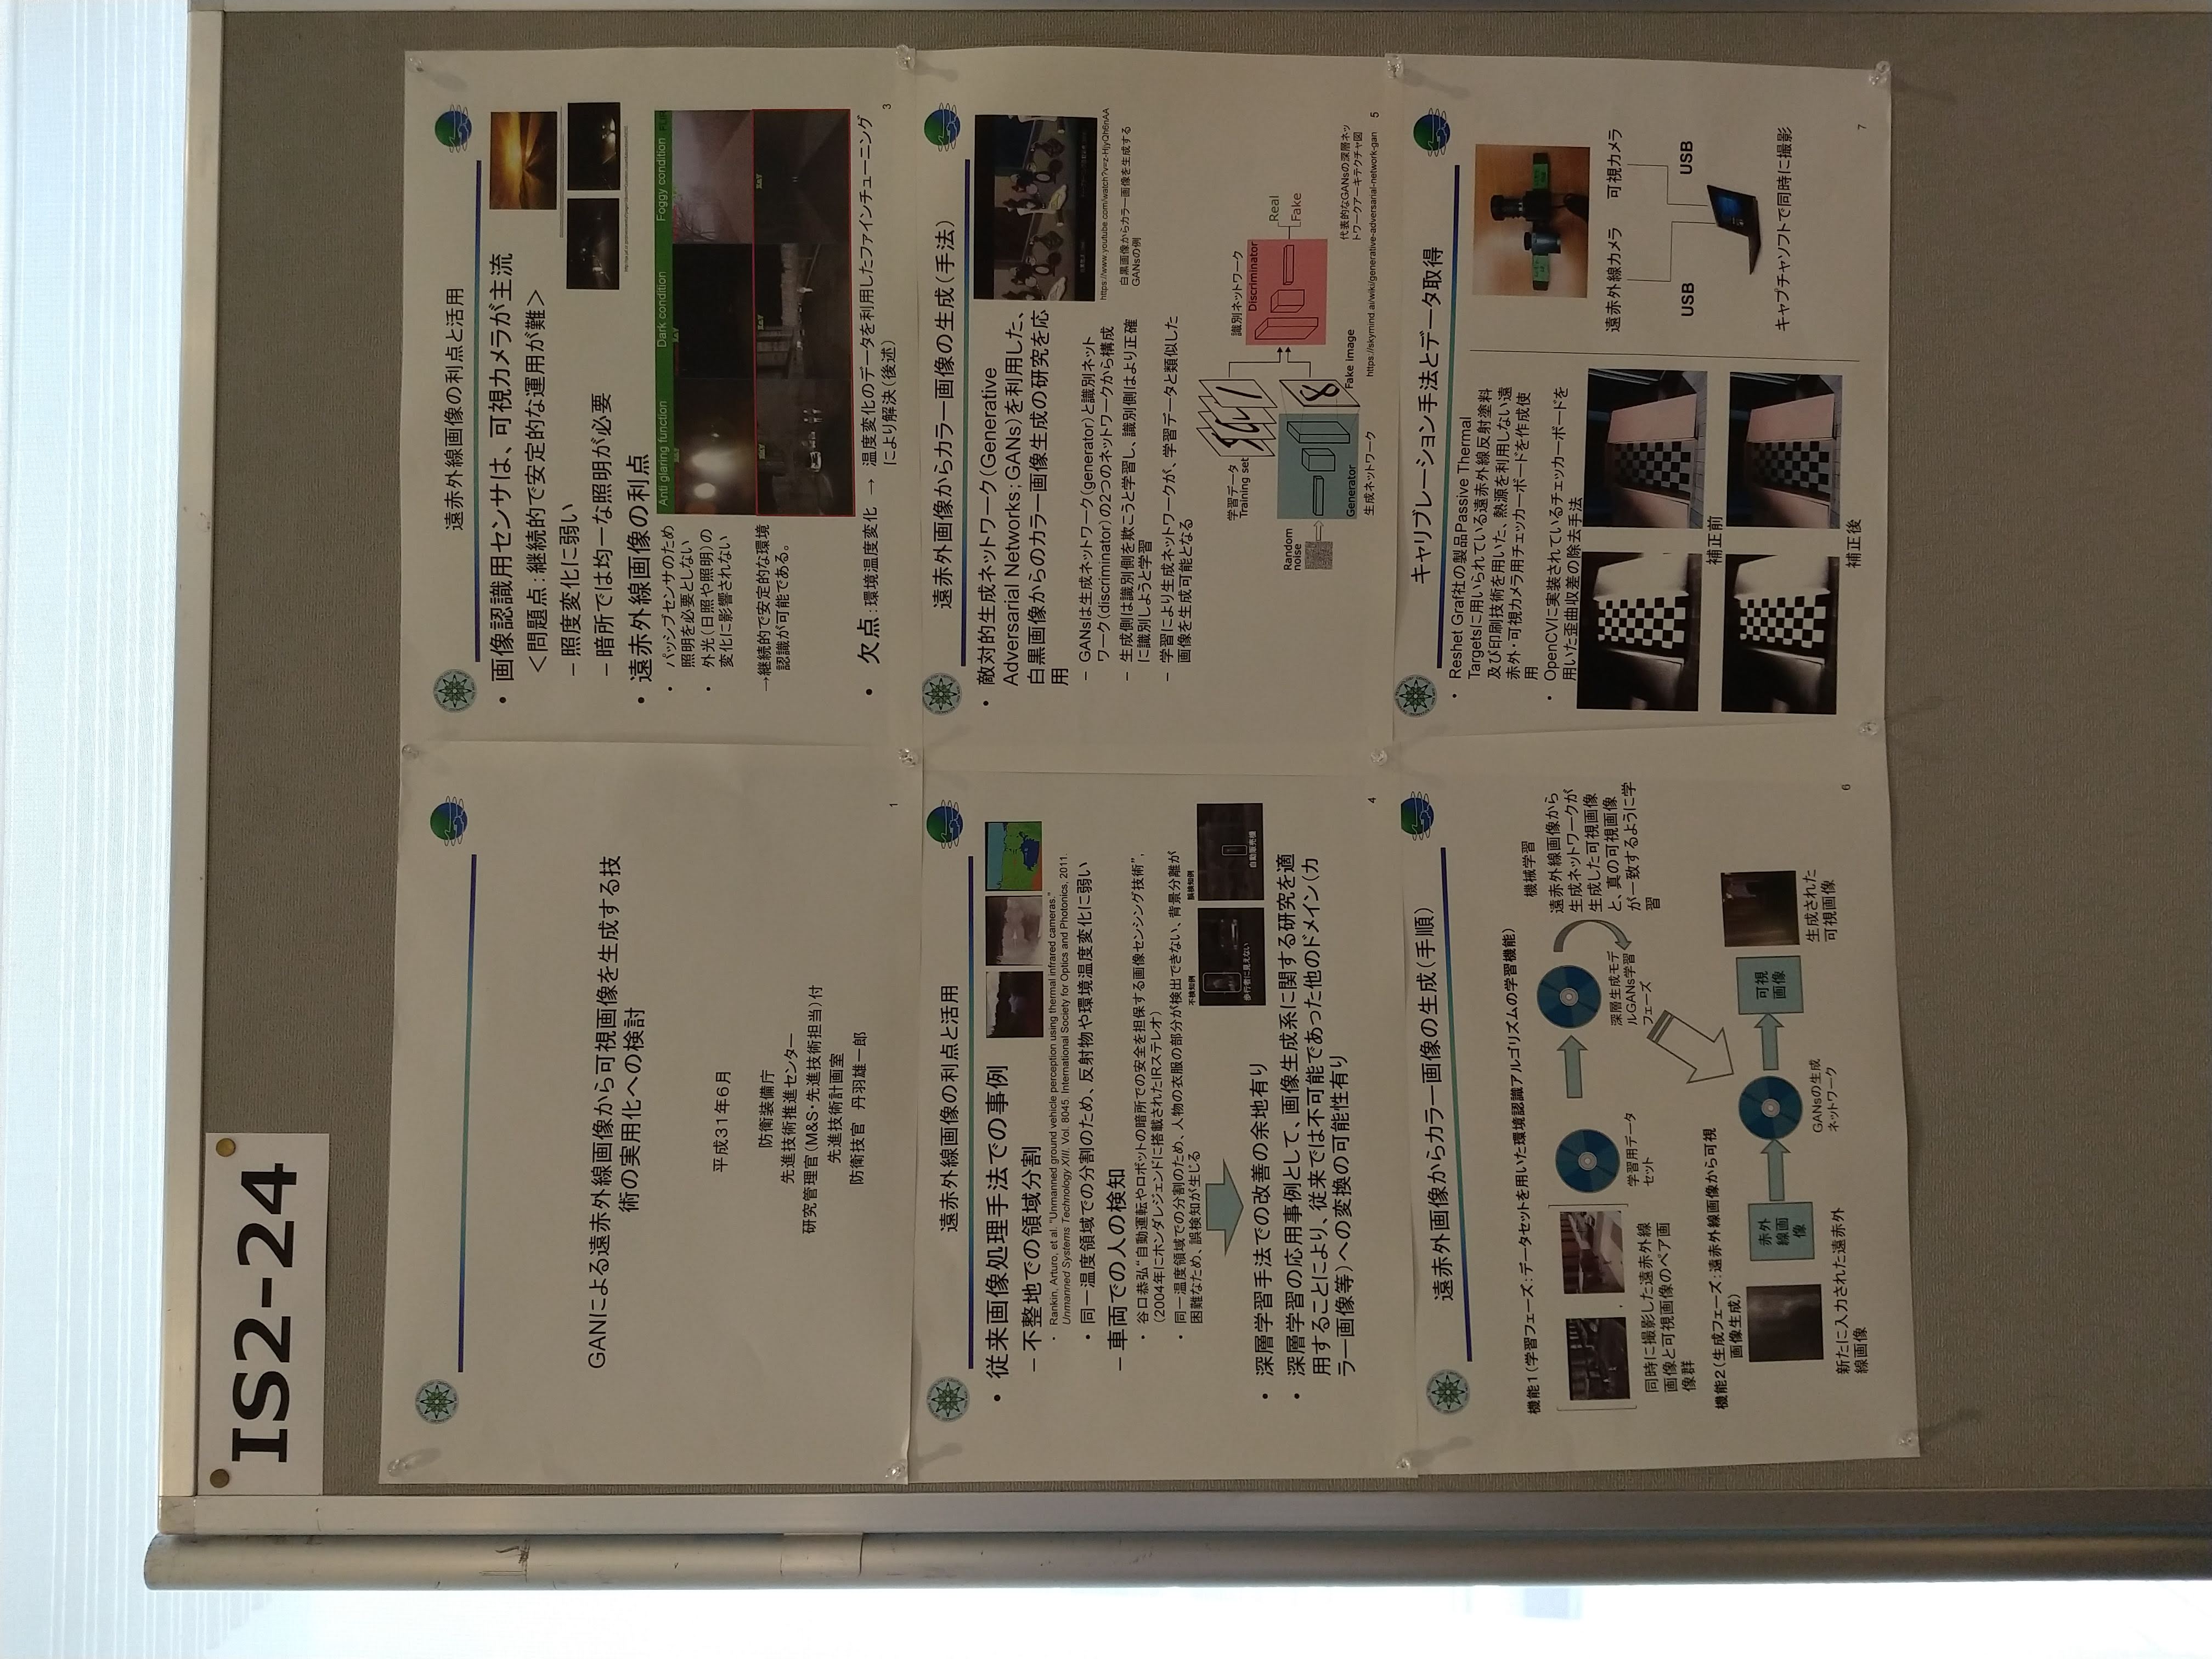 IS2-24
GANによる遠赤外線画像から可視画像を生成する技
術の実用化への検討
平成31年6月
防衛装備庁
先進技術推進センター
研究管理官(M&S・先進技術担当)付
先進技術計画室
防衛技官 丹羽雄一郎
1
遠赤外線画像の利点と活用
• 画像認識用センサは、可視カメラが主流
＜問題点:継続的で安定的な運用が難＞
– 照度変化に弱い
– 暗所では均一な照明が必要
• 遠赤外線画像の利点
• パッシブセンサのため
照明を必要としない
• 外光(日照や照明)の
変化に影響されない
→継続的で安定的な環境
認識が可能である。
Anti glaring function Dark condition Foggy condition
• 欠点:環境温度変化 → 温度変化のデータを利用したファインチューニング
により解決(後述)
3
遠赤外線画像の利点と活用
• 従来画像処理手法での事例
– 不整地での領域分割
• Rankin, Arturo, et al. "Unmanned ground vehicle perception using thermal infrared cameras."
Unmanned Systems Technology XIII. Vol. 8045. International Society for Optics and Photonics, 2011.
• 同一温度領域での分割のため、反射物や環境温度変化に弱い
– 車両での人の検知
• 谷口恭弘“自動運転やロボットの暗所での安全を担保する画像センシング技術”,
(2004年にホンダレジェンドに搭載されたIRステレオ)
• 同一温度領域での分割のため、人物の衣服の部分が検出できない、背景分離が
困難なため、誤検知が生じる
不検知例 誤検知例
歩行者に見えない 自動販売機
• 深層学習手法での改善の余地有り
• 深層学習の応用事例として、画像生成系に関する研究を適
用することにより、従来では不可能であった他のドメイン(カ
ラー画像等)への変換の可能性有り
4
遠赤外画像からカラー画像の生成(手法)
• 敵対的生成ネットワーク(Generative
Adversarial Networks;GANs)を利用した、
白黒画像からのカラー画像生成の研究を応
用
– GANsは生成ネットワーク(generator)と識別ネット
ワーク(discriminator)の2つのネットワークから構成
– 生成側は識別側を欺こうと学習し、識別側はより正確
に識別しようと学習
– 学習により生成ネットワークが、学習データと類似した
画像を生成可能となる
https://www.youtube.com/watch?v=z-HjyQh6nAA
白黒画像からカラー画像を生成する
GANsの例
学習データ
Training set
識別ネットワーク
Discriminator
Real
Fake
Random
noise
8
Generator
Fake image
生成ネットワーク
代表的なGANsの深層ネッ
トワークアーキテクチャ図
https://skymind.ai/wiki/generative-adversarial-network-gan
5
遠赤外画像からカラー画像の生成(手順)
機能1(学習フェーズ:データセットを用いた環境認識アルゴリズムの学習機能)
同時に撮影した遠赤外線
画像と可視画像のペア画
像群
学習用データ
セット
深層生成モデ
ルGANs学習
フェーズ
機械学習
遠赤外線画像から
生成ネットワークが
生成した可視画像
と、真の可視画像
が一致するように学
習
機能2(生成フェーズ:遠赤外線画像から可視
画像生成)
赤外
線画
像
新たに入力された遠赤外
線画像
GANsの生成
ネットワーク
可視
画像
生成された
可視画像
6
キャリブレーション手法とデータ取得
• Reshet Graf社の製品Passive Thermal
Targetsに用いられている遠赤外線反射塗料
及び印刷技術を用いた、熱源を利用しない遠
赤外・可視カメラ用チェッカーボードを作成使
用
• OpenCVに実装されているチェッカーボードを
用いた歪曲収差の除去手法
補正前
補正後
遠赤外線カメラ 可視カメラ
USB USB
キャプチャソフトで同時に撮影
7